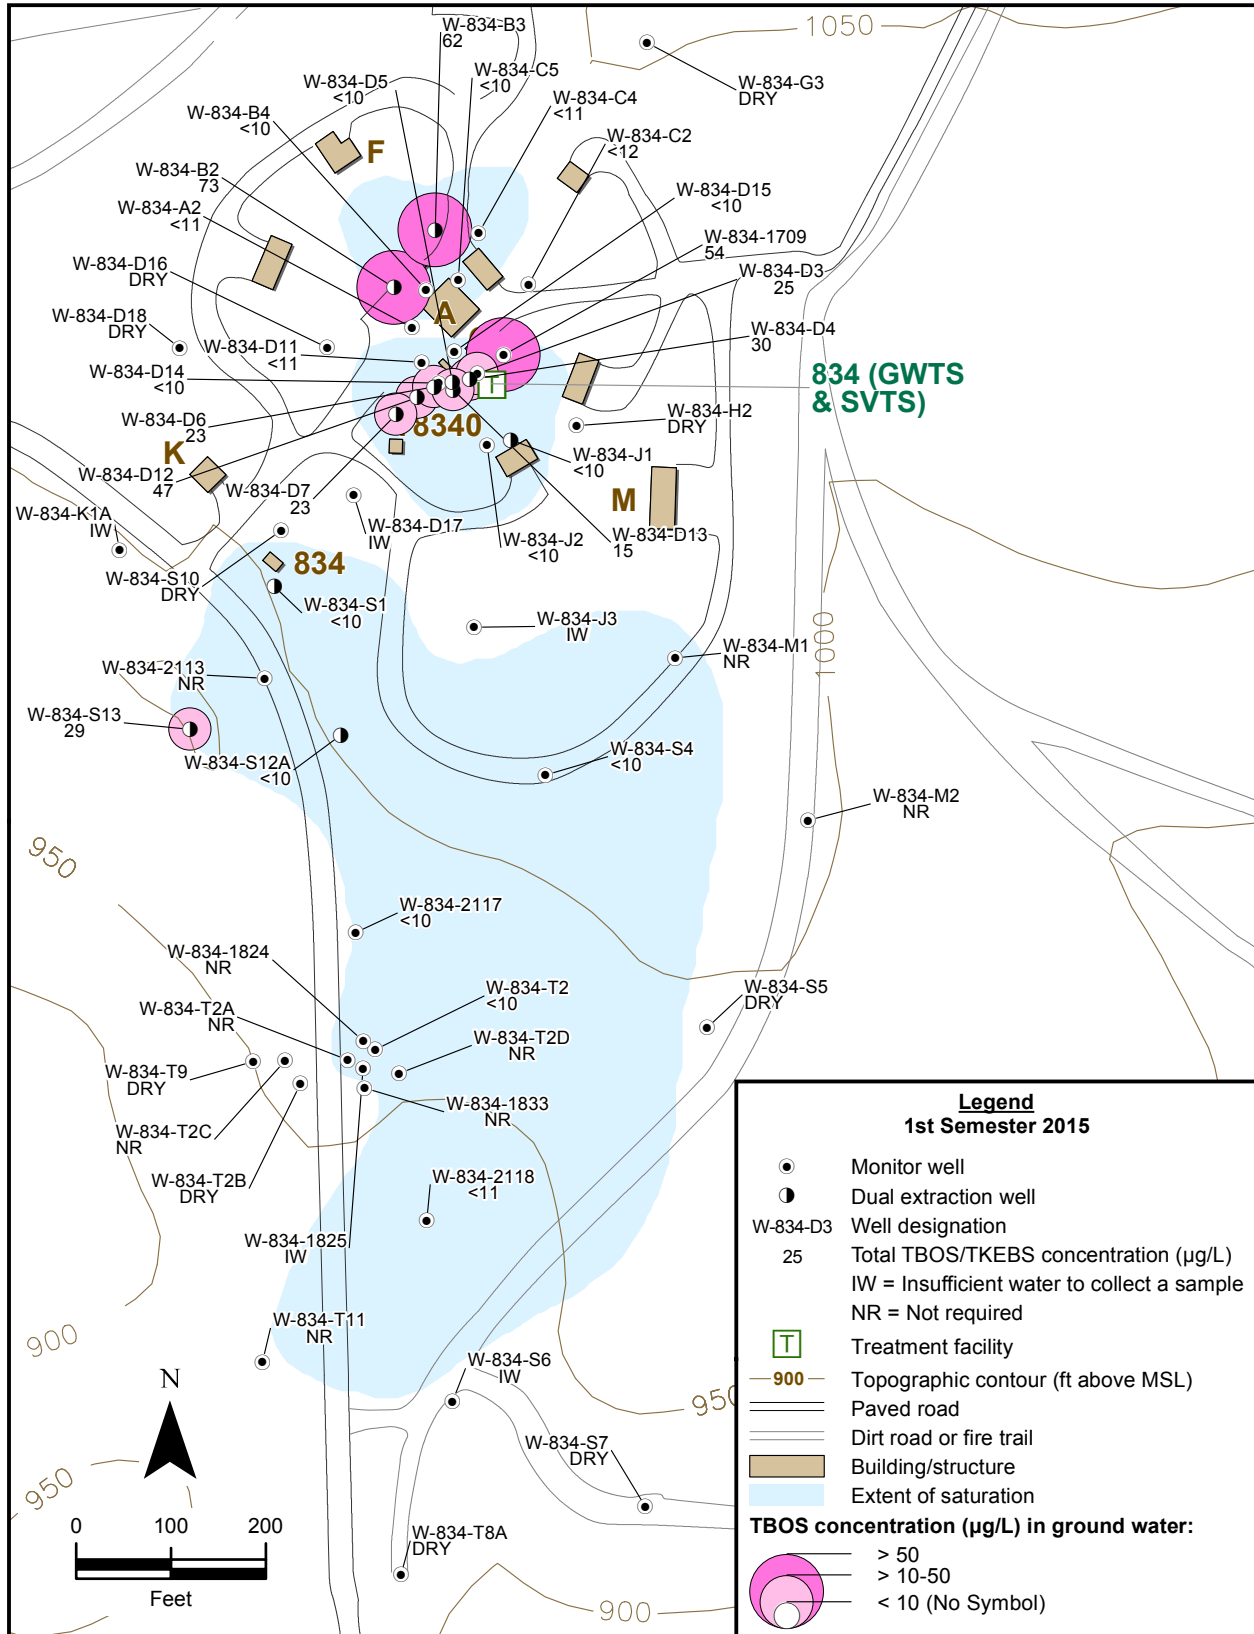 W-834-B3
62
1050
W-834-G3
DRY
W-834-C5
<10
W-834-D5
<10
W-834-C4
<11
W-834-B4
<10
W-834-C2
<12
F
W-834-B2
73
W-834-A2
<11
W-834-D15
<10
W-834-1709
54
W-834-D16
DRY
W-834-D3
25
W-834-D18
DRY
A
W-834-D4
30
W-834-D11
<11
W-834-D14
<10
T
834 (GWTS
& SVTS)
W-834-D6
23
8340
W-834-H2
DRY
K
W-834-D12
47
W-834-J1
<10
W-834-D7
23
M
W-834-K1A
IW
W-834-D17
IW
W-834-J2
<10
W-834-D13
15
W-834-S10
DRY
834
W-834-S1
<10
W-834-J3
IW
1000
W-834-M1
NR
W-834-2113
NR
W-834-S13
29
W-834-S12A
<10
W-834-S4
<10
W-834-M2
NR
950
W-834-2117
<10
W-834-1824
NR
W-834-T2
<10
W-834-S5
DRY
W-834-T2A
NR
W-834-T2D
NR
W-834-T9
DRY
W-834-1833
NR
W-834-T2C
NR
W-834-T2B
DRY
W-834-2118
<11
W-834-1825
IW
W-834-T11
NR
900
W-834-S6
IW
950
N
W-834-S7
DRY
950
0 100 200
Feet
W-834-T8A
DRY
900
Legend
1st Semester 2015
Monitor well
Dual extraction well
W-834-D3 Well designation
25 Total TBOS/TKEBS concentration (µg/L)
IW = Insufficient water to collect a sample
NR = Not required
T Treatment facility
900 Topographic contour (ft above MSL)
Paved road
Dirt road or fire trail
Building/structure
Extent of saturation
TBOS concentration (µg/L) in ground water:
> 50
> 10-50
< 10 (No Symbol)